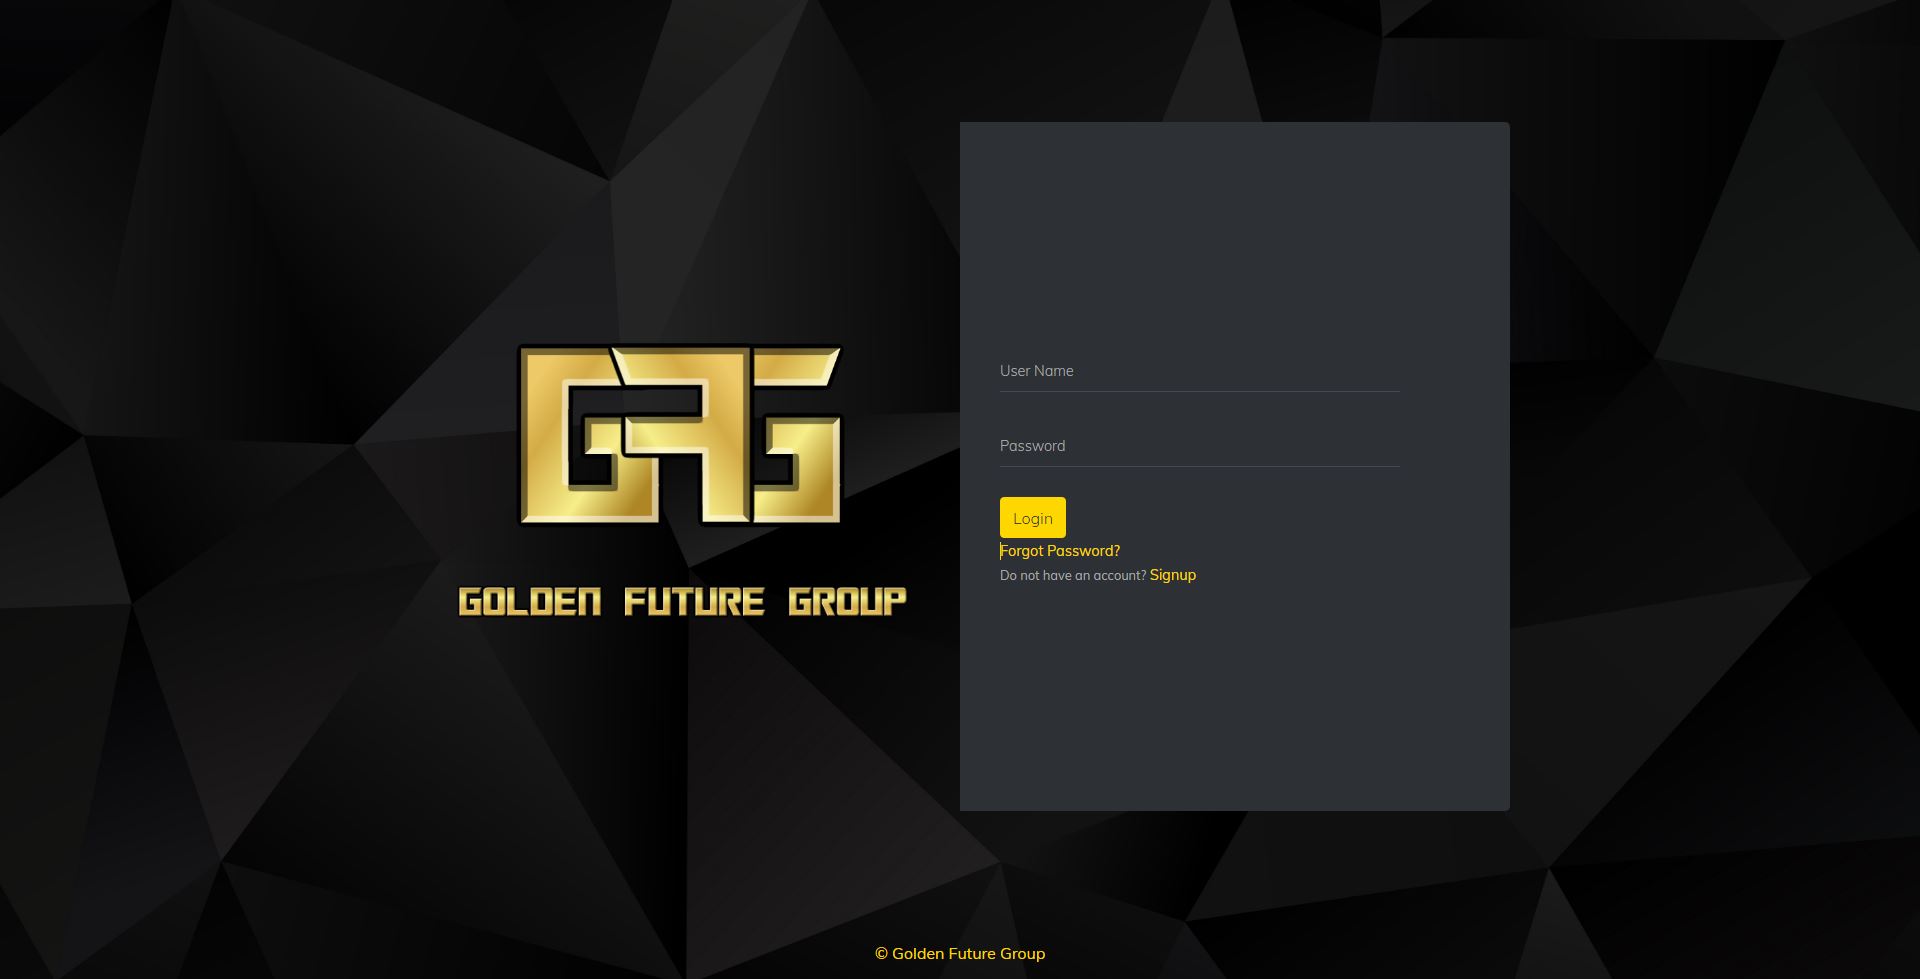 GFG
GOLDEN FUTURE GROUP
User Name
Password
Login
Forgot Password?
Do not have an account? Signup
© Golden Future Group